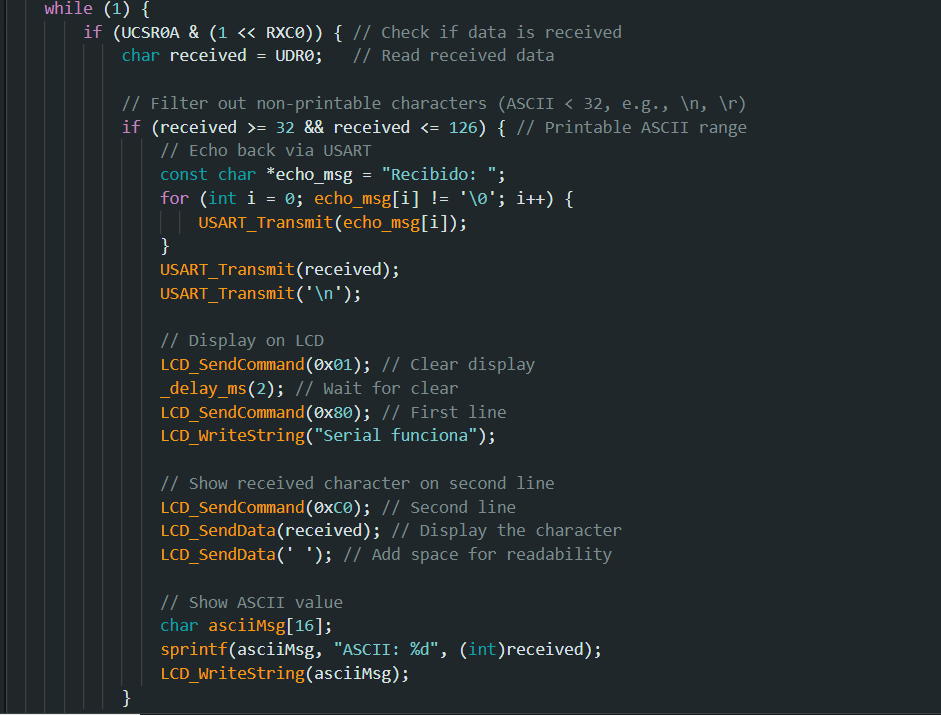 while (1) {
if (UCSR0A & (1 << RXC0)) { // Check if data is received
char received = UDR0;   // Read received data
// Filter out non-printable characters (ASCII < 32, e.g., \n, \r)
if (received >= 32 && received <= 126) { // Printable ASCII range
// Echo back via USART
const char *echo_msg = "Recibido: ";
for (int i = 0; echo_msg[i] != '\0'; i++) {
USART_Transmit(echo_msg[i]);
}
USART_Transmit(received);
USART_Transmit('\n');
// Display on LCD
LCD_SendCommand(0x01); // Clear display
_delay_ms(2); // Wait for clear
LCD_SendCommand(0x80); // First line
LCD_WriteString("Serial funciona");
// Show received character on second line
LCD_SendCommand(0xC0); // Second line
LCD_SendData(received); // Display the character
LCD_SendData(' '); // Add space for readability
// Show ASCII value
char asciiMsg[16];
sprintf(asciiMsg, "ASCII: %d", (int)received);
LCD_WriteString(asciiMsg);
}